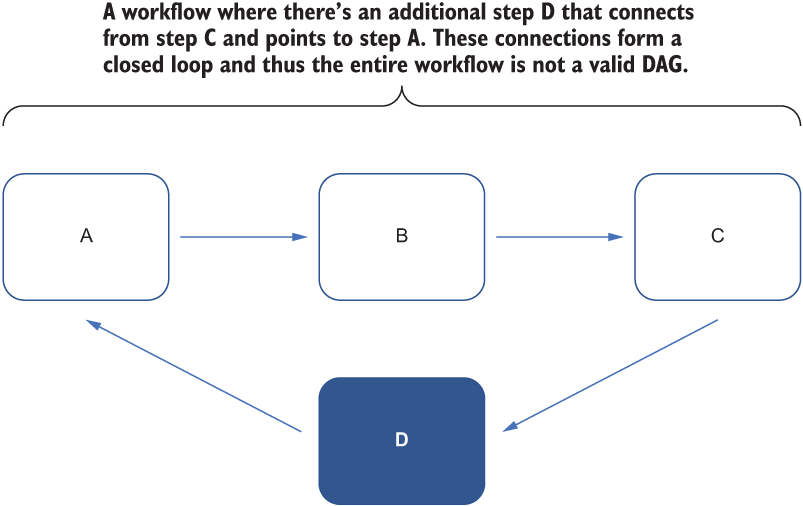 A workflow where there's an additional step D that connects
from step C and points to step A. These connections form a
closed loop and thus the entire workflow is not a valid DAG.
A
B
C
D